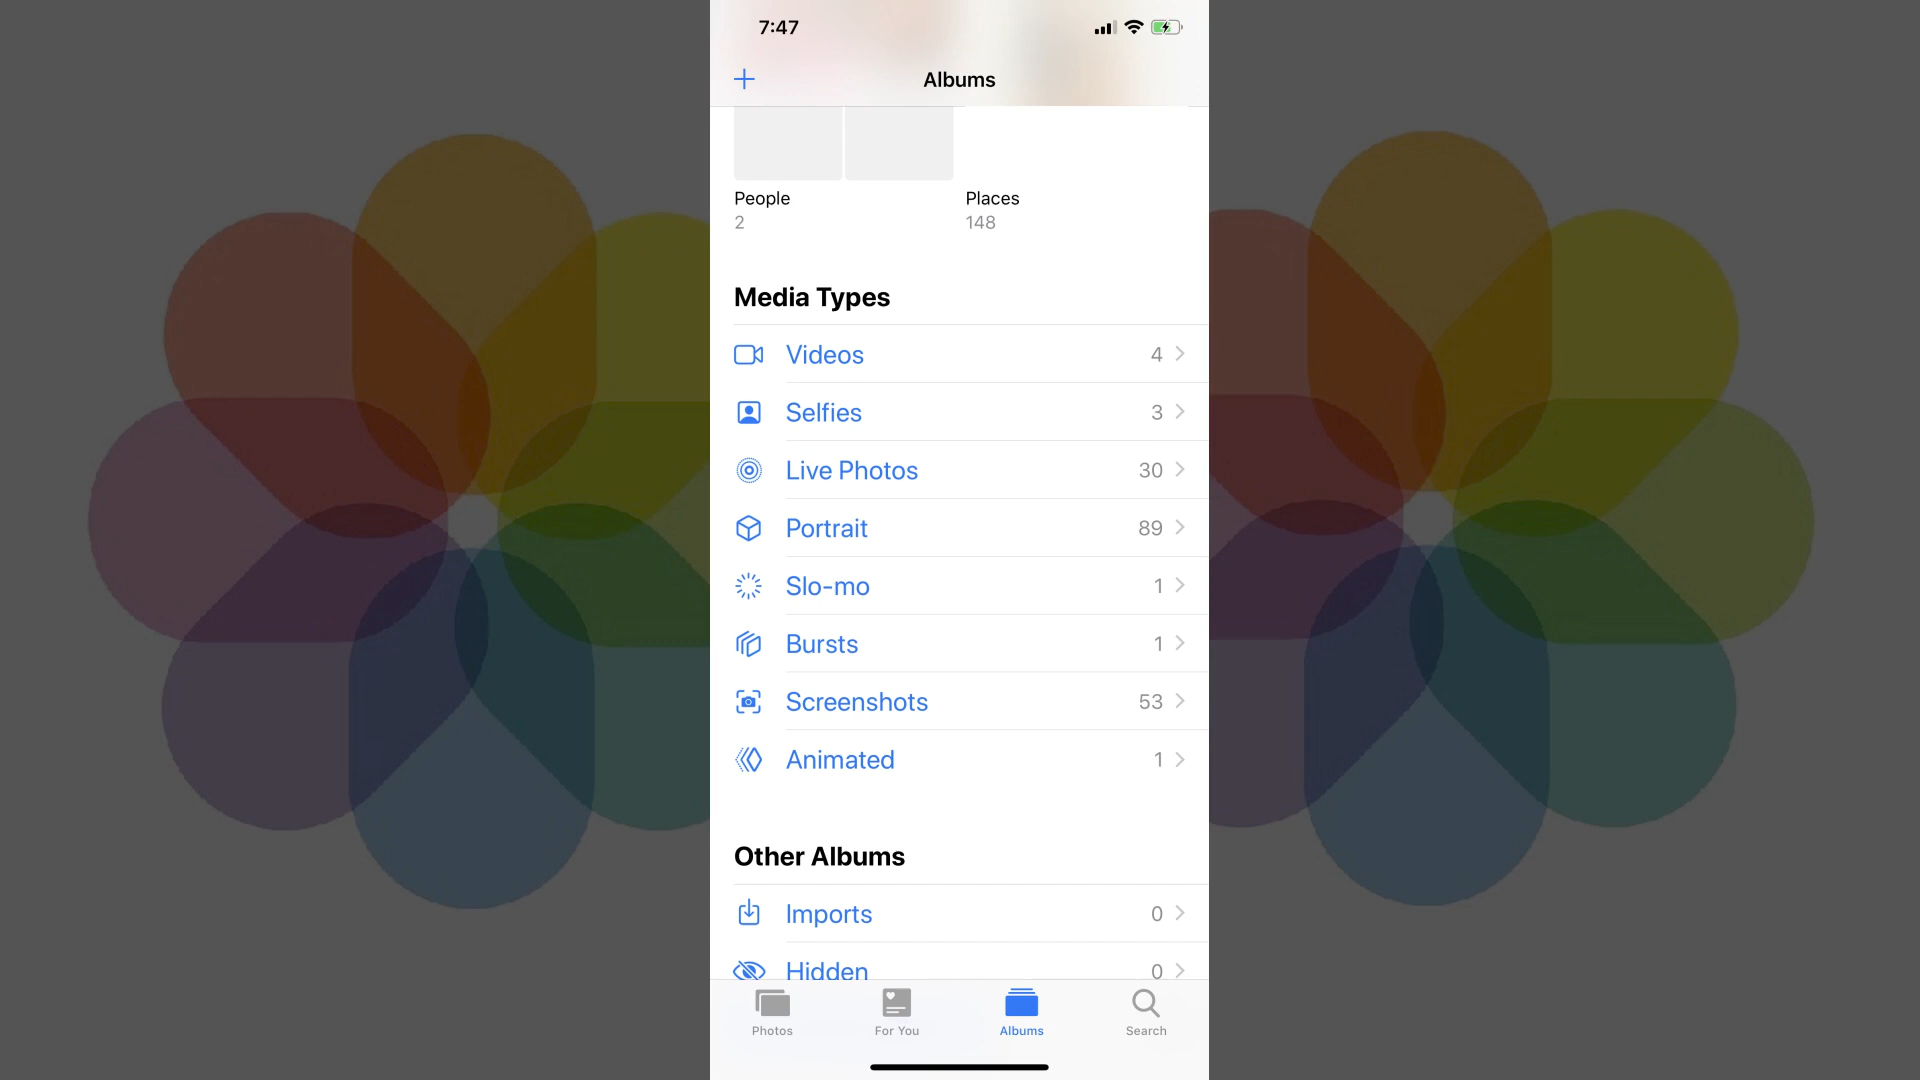 7:47
Albums
People
2
Places
148
Media Types
Videos 4
Selfies 3
Live Photos 30
Portrait 89
Slo-mo 1
Bursts 1
Screenshots 53
Animated 1
Other Albums
Imports 0
Hidden 0
Photos
For You
Albums
Search